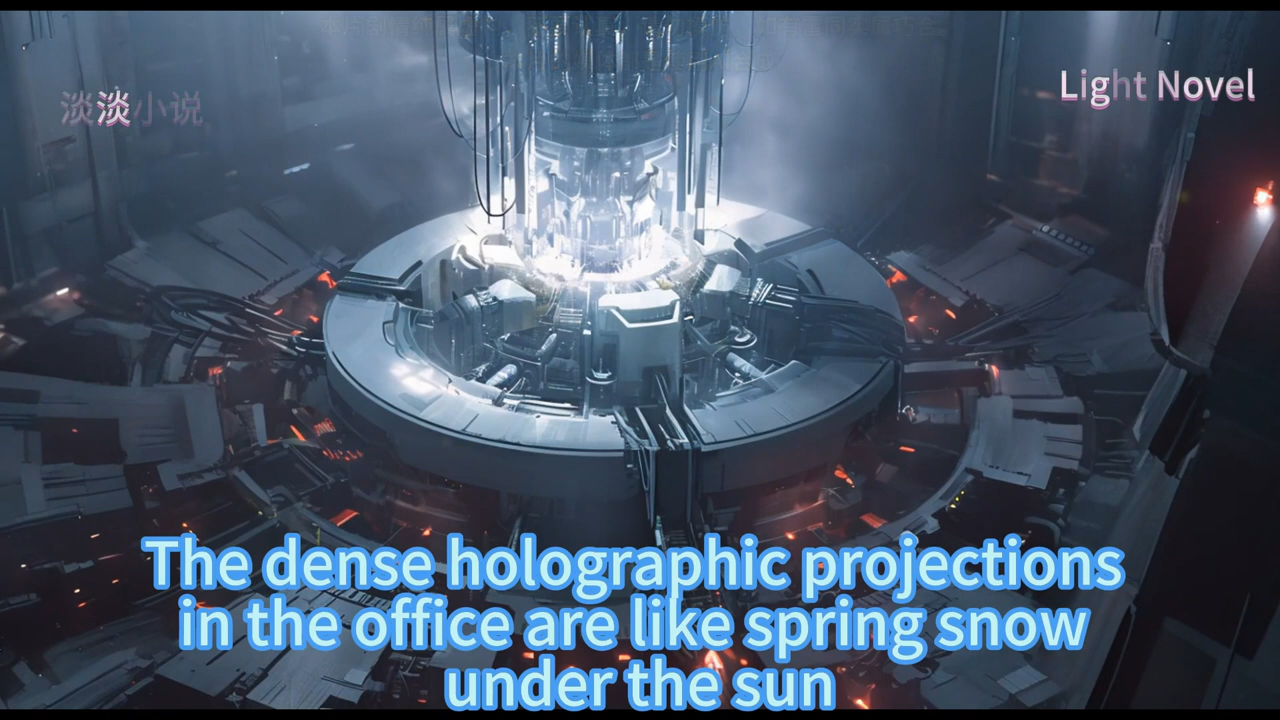 淡淡小说
Light Novel
The dense holographic projections
in the office are like spring snow
under the sun